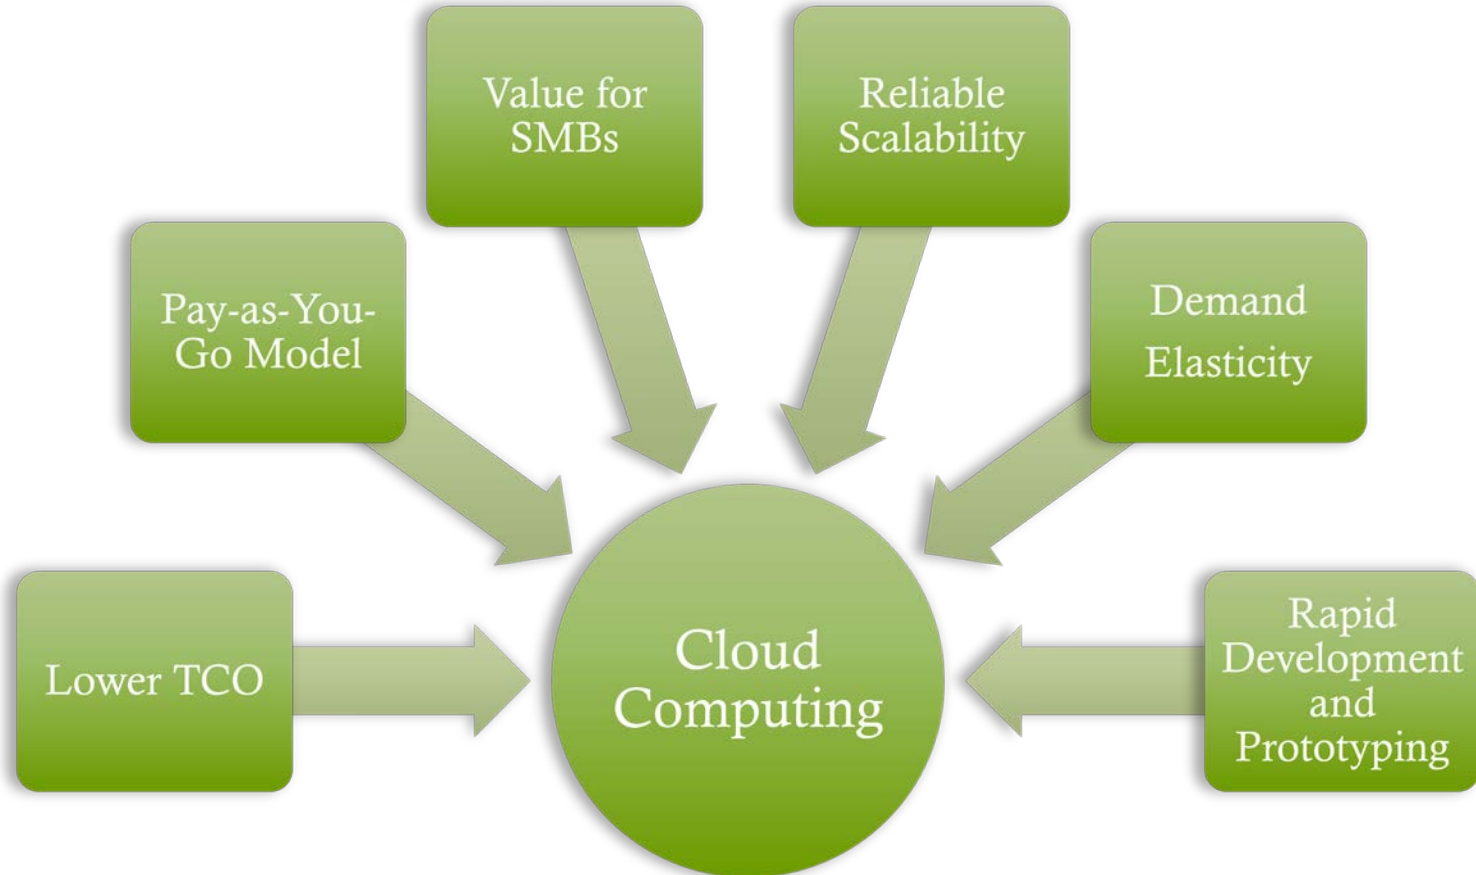 Value for
SMBs
Reliable
Scalability
Pay-as-You-
Go Model
Demand
Elasticity
Lower TCO
Cloud
Computing
Rapid
Development
and
Prototyping